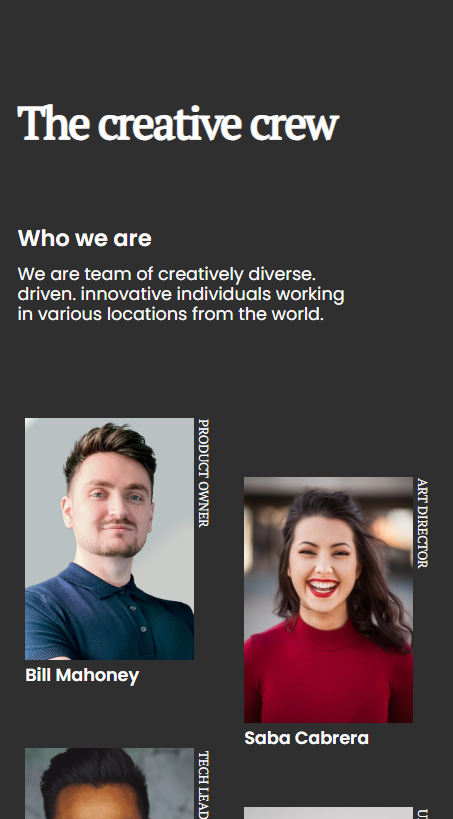 The creative crew
Who we are
We are team of creatively diverse.
driven. innovative individuals working
in various locations from the world.
PRODUCT OWNER
Bill Mahoney
ART DIRECTOR
Saba Cabrera
TECH LEAD